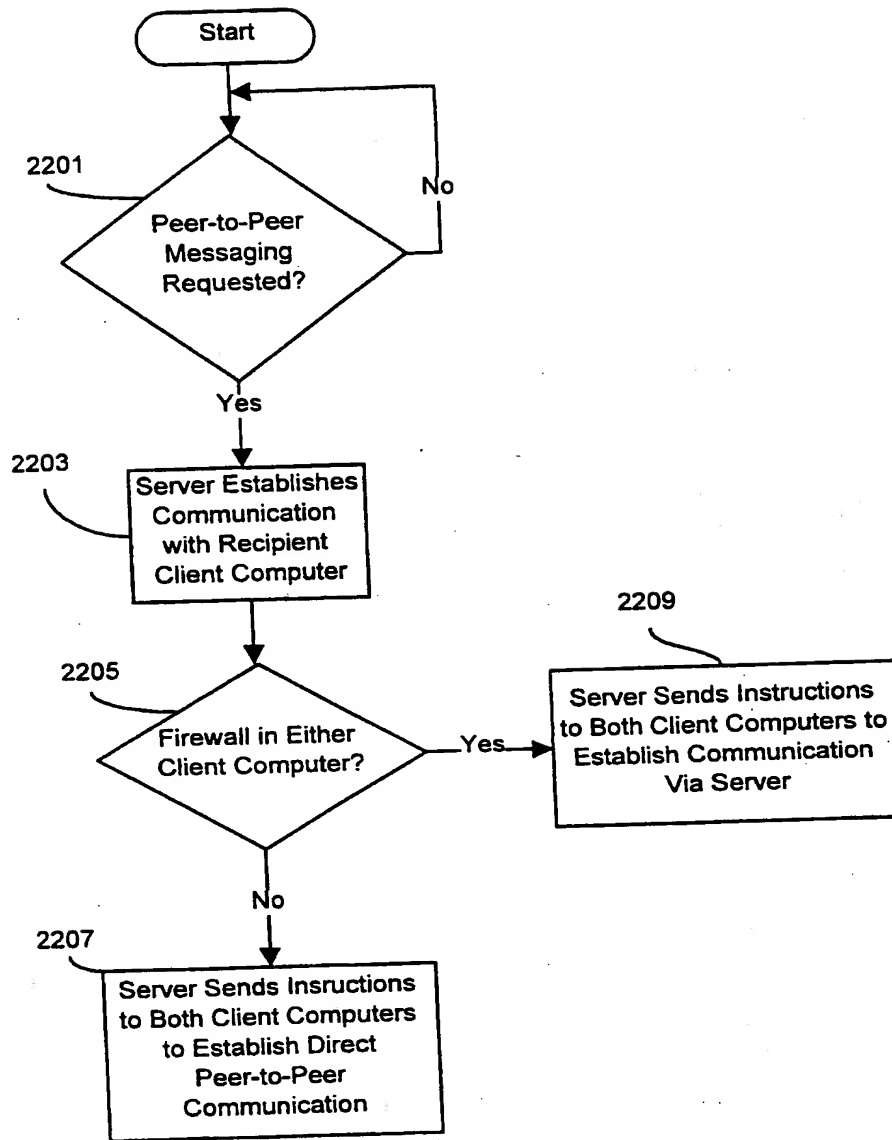 Start
2201
No
Peer-to-Peer
Messaging
Requested?
Yes
2203
Server Establishes
Communication
with Recipient
Client Computer
2209
2205
Server Sends Instructions
to Both Client Computers to
Establish Communication
Via Server
Firewall in Either
Client Computer?
Yes
No
2207
Server Sends Insructions
to Both Client Computers
to Establish Direct
Peer-to-Peer
Communication